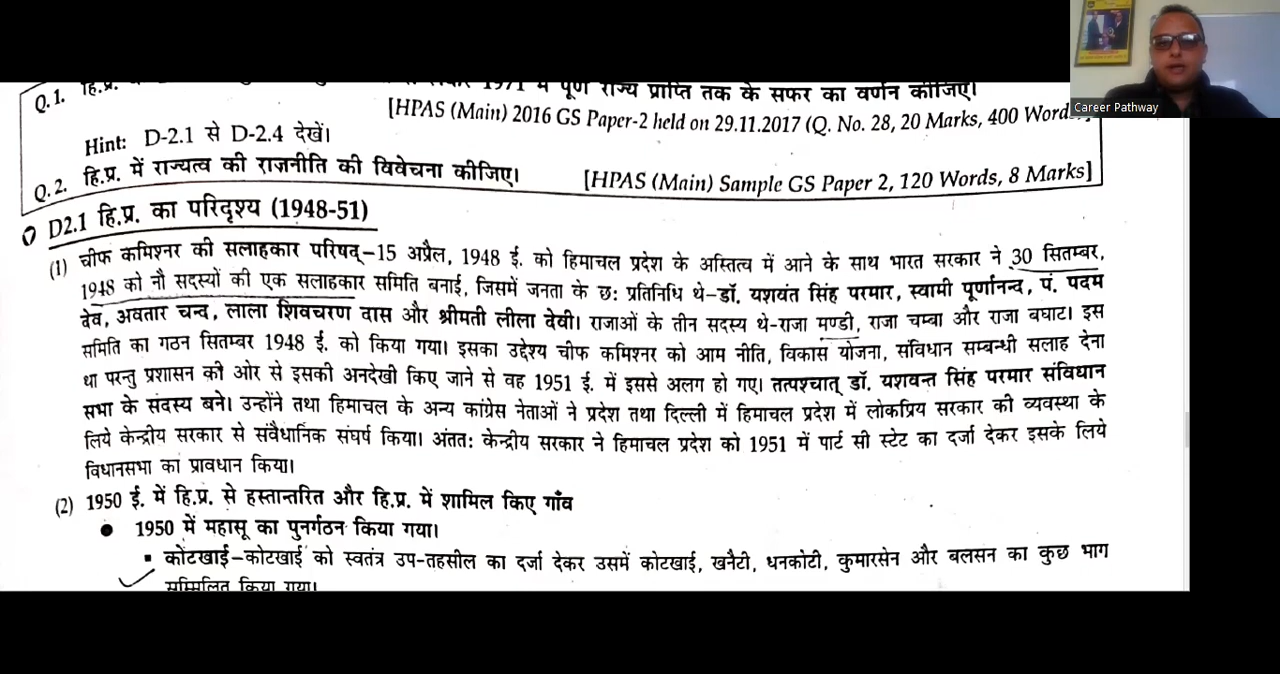 Career Pathway
Q.1. हि.प्र. 1971 में पूर्ण राज्य प्राप्ति तक के सफर का वर्णन कीजिए।
[HPAS (Main) 2016 GS Paper-2 held on 29.11.2017 (Q. No. 28, 20 Marks, 400 Words)]
Hint: D-2.1 से D-2.4 देखें।
Q.2. हि.प्र. में राज्यत्व की राजनीति की विवेचना कीजिए।
[HPAS (Main) Sample GS Paper 2, 120 Words, 8 Marks]
D2.1 हि.प्र. का परिदृश्य (1948-51)
(1) चीफ कमिश्नर की सलाहकार परिषद्–15 अप्रैल, 1948 ई. को हिमाचल प्रदेश के अस्तित्व में आने के साथ भारत सरकार ने 30 सितम्बर,
1948 को नौ सदस्यों की एक सलाहकार समिति बनाई, जिसमें जनता के छः प्रतिनिधि थे–डॉ. यशवंत सिंह परमार, स्वामी पूर्णानन्द, पं. पदम
देव, अवतार चन्द, लाला शिवचरण दास और श्रीमती लीला देवी। राजाओं के तीन सदस्य थे-राजा मण्डी, राजा चम्बा और राजा बघाट। इस
समिति का गठन सितम्बर 1948 ई. को किया गया। इसका उद्देश्य चीफ कमिश्नर को आम नीति, विकास योजना, संविधान सम्बन्धी सलाह देना
था परन्तु प्रशासन की ओर से इसकी अनदेखी किए जाने से वह 1951 ई. में इससे अलग हो गए। तत्पश्चात् डॉ. यशवन्त सिंह परमार संविधान
सभा के सदस्य बने। उन्होंने तथा हिमाचल के अन्य कांग्रेस नेताओं ने प्रदेश तथा दिल्ली में हिमाचल प्रदेश में लोकप्रिय सरकार की व्यवस्था के
लिये केन्द्रीय सरकार से संवैधानिक संघर्ष किया। अंततः केन्द्रीय सरकार ने हिमाचल प्रदेश को 1951 में पार्ट सी स्टेट का दर्जा देकर इसके लिये
विधानसभा का प्रावधान किया।
(2) 1950 ई. में हि.प्र. से हस्तान्तरित और हि.प्र. में शामिल किए गाँव
● 1950 में महासू का पुनर्गठन किया गया।
▪ कोटखाई–कोटखाई को स्वतंत्र उप-तहसील का दर्जा देकर उसमें कोटखाई, खनैटी, धनकोटी, कुमारसेन और बलसन का कुछ भाग
सम्मिलित किया गया।